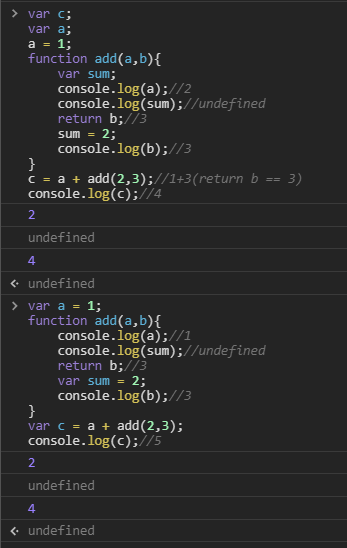 > var c;
var a;
a = 1;
function add(a,b){
var sum;
console.log(a);//2
console.log(sum);//undefined
return b;//3
sum = 2;
console.log(b);//3
}
c = a + add(2,3);//1+3(return b == 3)
console.log(c);//4
2
undefined
4
undefined
> var a = 1;
function add(a,b){
console.log(a);//1
console.log(sum);//undefined
return b;//3
var sum = 2;
console.log(b);//3
}
var c = a + add(2,3);
console.log(c);//5
2
undefined
4
undefined